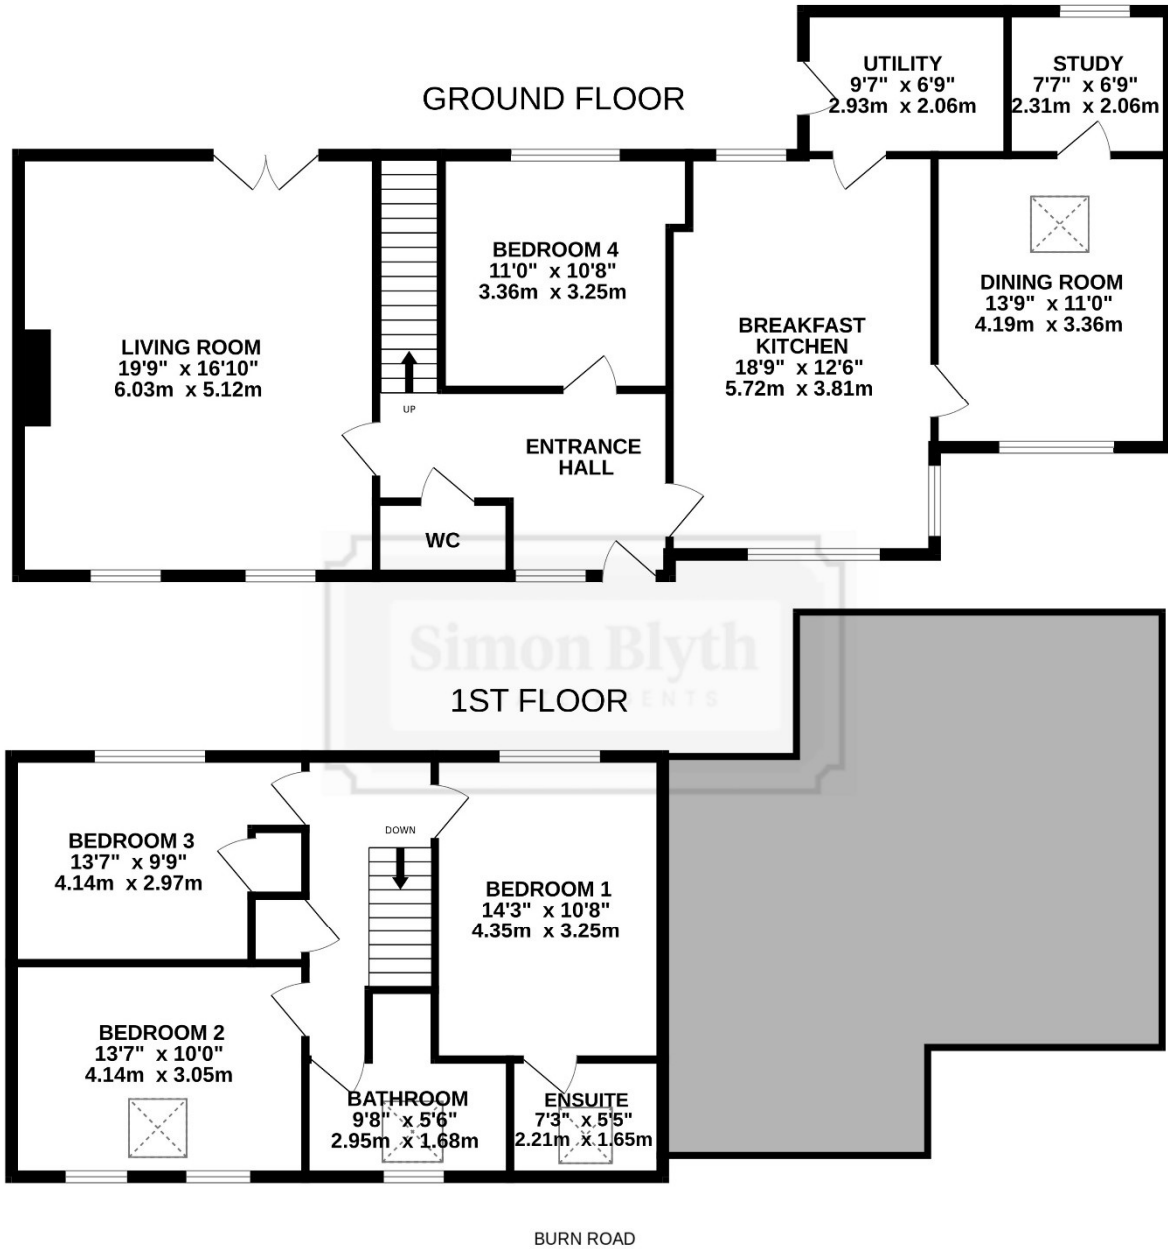 GROUND FLOOR
UTILITY
9'7" x 6'9"
2.93m x 2.06m
STUDY
7'7" x 6'9"
2.31m x 2.06m
BEDROOM 4
11'0" x 10'8"
3.36m x 3.25m
DINING ROOM
13'9" x 11'0"
4.19m x 3.36m
LIVING ROOM
19'9" x 16'10"
6.03m x 5.12m
BREAKFAST
KITCHEN
18'9" x 12'6"
5.72m x 3.81m
UP
ENTRANCE
HALL
WC
Simon Blyth
1ST FLOOR
BEDROOM 3
13'7" x 9'9"
4.14m x 2.97m
DOWN
BEDROOM 1
14'3" x 10'8"
4.35m x 3.25m
BEDROOM 2
13'7" x 10'0"
4.14m x 3.05m
BATHROOM
9'8" x 5'6"
2.95m x 1.68m
ENSUITE
7'3" x 5'5"
2.21m x 1.65m
BURN ROAD